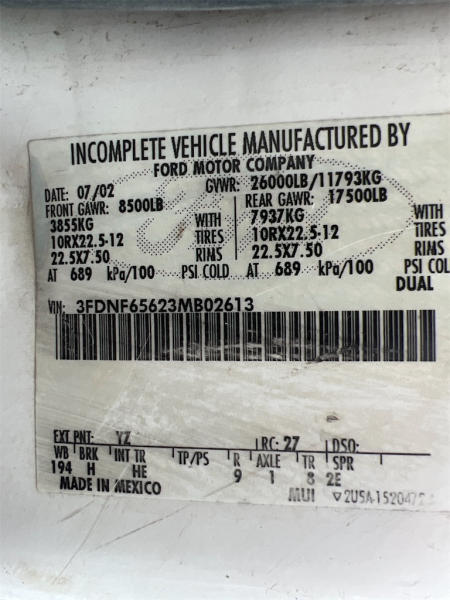 INCOMPLETE VEHICLE MANUFACTURED BY
FORD MOTOR COMPANY
DATE: 07/02 GVWR: 26000LB/11793KG
FRONT GAWR: 8500LB REAR GAWR: 17500LB
3855KG WITH 7937KG WITH
10RX22.5-12 TIRES 10RX22.5-12 TIRES
22.5X7.50 RIMS 22.5X7.50 RIMS
AT 689 kPa/100 PSI COLD AT 689 kPa/100 PSI COLD
DUAL
VIN: 3FDNF65623MB02613
EXT PNT: YZ RC: 27 DSO:
WB BRK INT TR TP/PS R AXLE TR SPR
194 H HE 9 1 8 2E
MADE IN MEXICO MUI